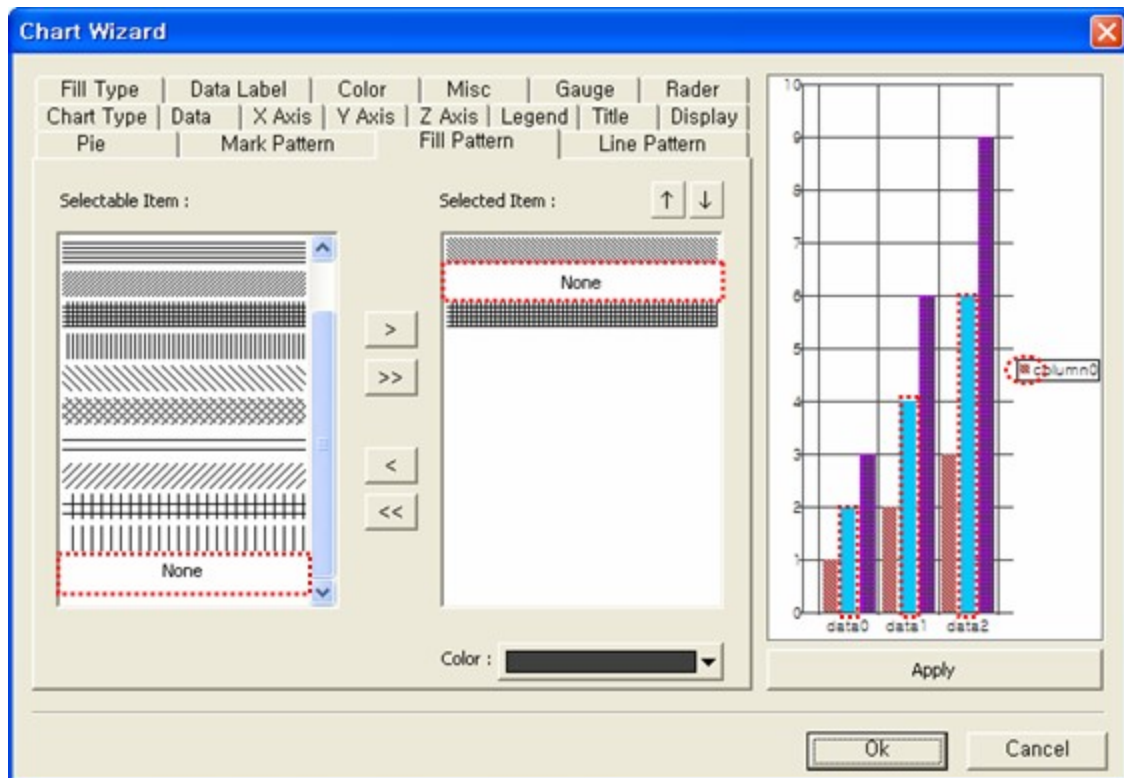 Chart Wizard
Fill Type Data Label Color Misc Gauge Rader
Chart Type Data X Axis Y Axis Z Axis Legend Title Display
Pie Mark Pattern Fill Pattern Line Pattern
Selectable Item :
Selected Item : ↑ ↓
None
>
>>
<
<<
None
Color :
10
9
8
7
6
5
4
3
2
1
0
data0 data1 data2
column0
Apply
Ok Cancel